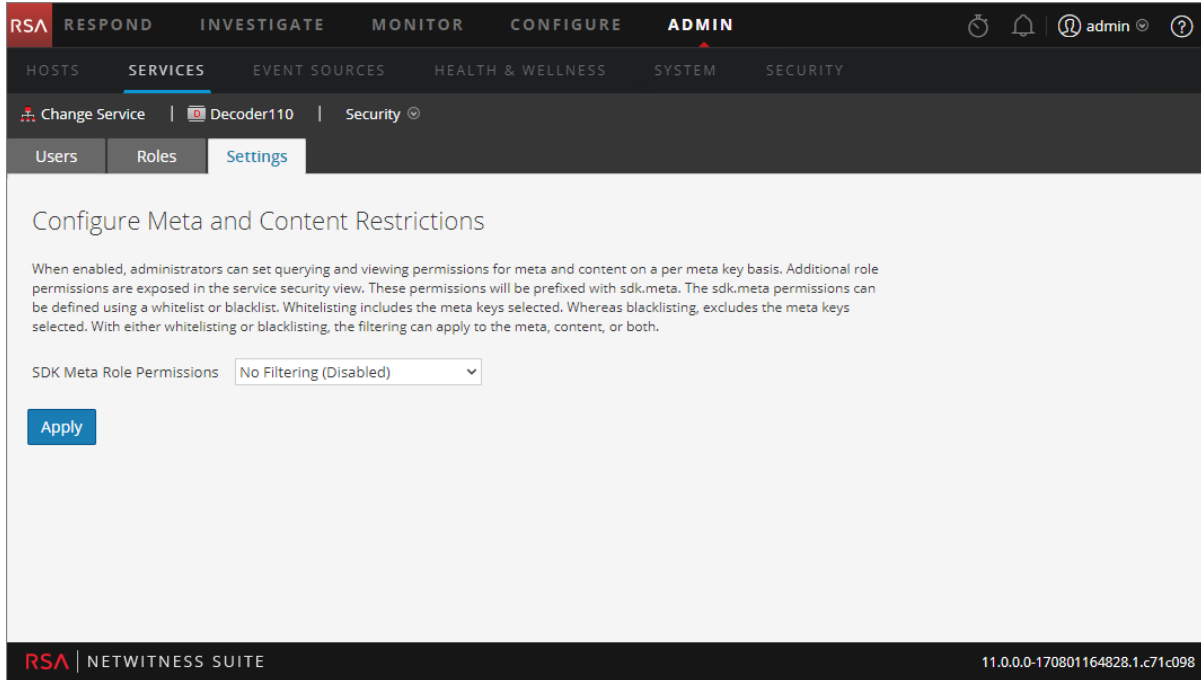 RSA RESPOND INVESTIGATE MONITOR CONFIGURE ADMIN admin ?
HOSTS SERVICES EVENT SOURCES HEALTH & WELLNESS SYSTEM SECURITY
Change Service | D Decoder110 | Security
Users Roles Settings
Configure Meta and Content Restrictions
When enabled, administrators can set querying and viewing permissions for meta and content on a per meta key basis. Additional role
permissions are exposed in the service security view. These permissions will be prefixed with sdk.meta. The sdk.meta permissions can
be defined using a whitelist or blacklist. Whitelisting includes the meta keys selected. Whereas blacklisting, excludes the meta keys
selected. With either whitelisting or blacklisting, the filtering can apply to the meta, content, or both.
SDK Meta Role Permissions No Filtering (Disabled)
Apply
RSA | NETWITNESS SUITE 11.0.0.0-170801164828.1.c71c098